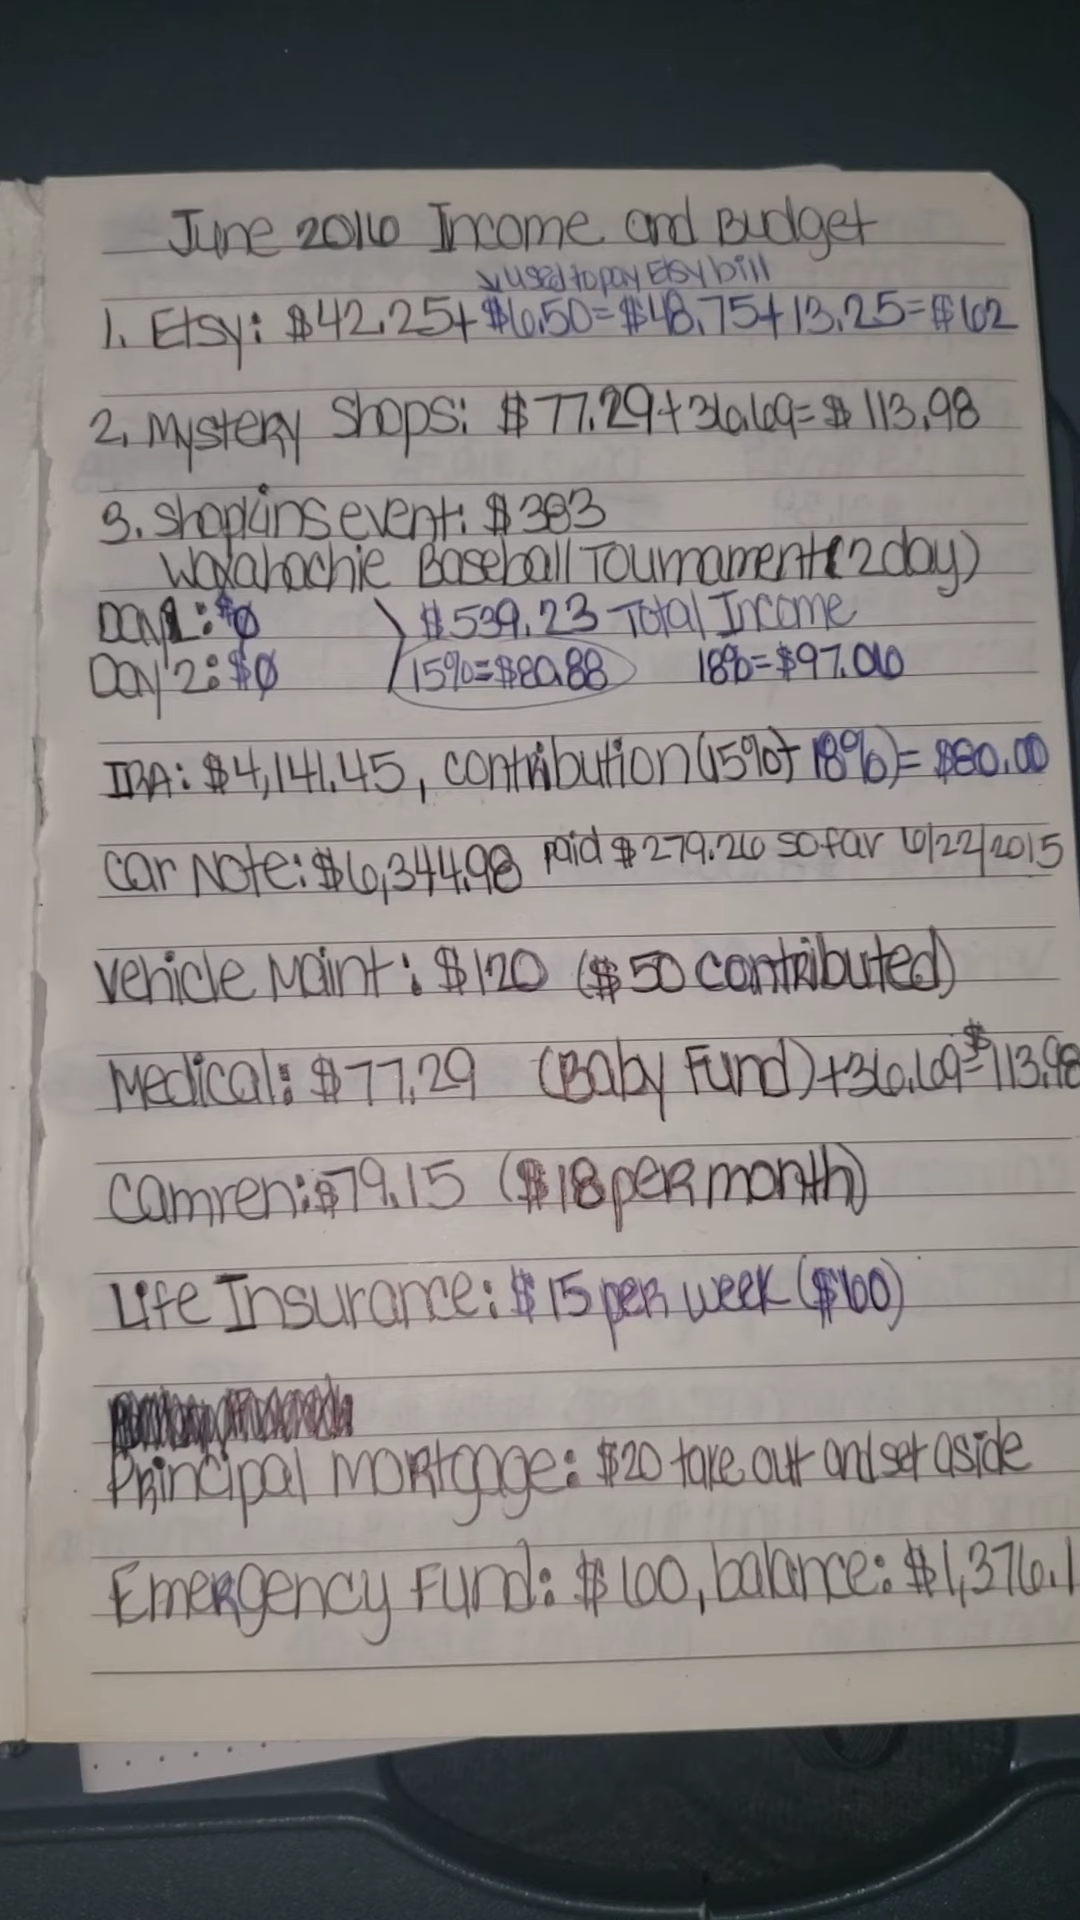 June 2016 Income and Budget
↘used to pay Etsy bill
1. Etsy: $42.25+ $6.50=$48.75+13.25=$62
2. Mystery Shops: $77.29+36.69=$113.98
3. Shopkins event: $383
Waxahachie Baseball Tournament (2 day)
Day 1: $0 $539.23 Total Income
Day 2: $0 15%=$80.88 18%=$97.06
IRA: $4,141.45, contribution (15%+18%)=$80.00
Car Note: $6,344.98 paid $279.26 so far 6/22/2015
Vehicle Maint: $120 ($50 contributed)
Medical: $77.29 (Baby Fund)+36.69=$113.98
Camren: $79.15 ($18 per month)
Life Insurance: $15 per week ($60)
Principal Mortgage: $20 take out and set aside
Emergency Fund: $100, balance: $1,376.1